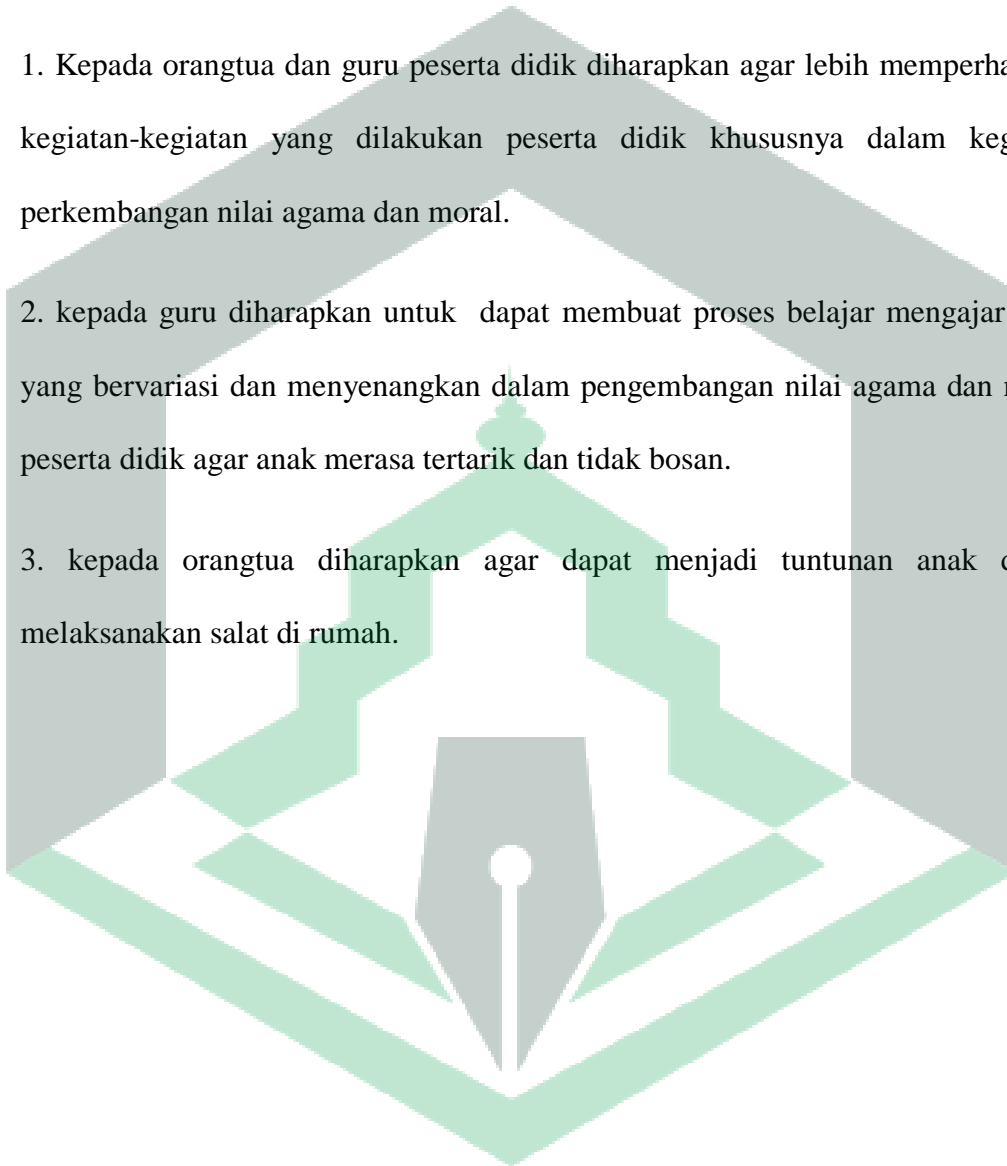 1. Kepada orangtua dan guru peserta didik diharapkan agar lebih
kegiatan-kegiatan yang dilakukan peserta didik khususnya dalam
perkembangan nilai agama dan moral.
2. kepada guru diharapkan untuk dapat membuat proses belajar mengajar
yang bervariasi dan menyenangkan dalam pengembangan nilai agama dan
peserta didik agar anak merasa tertarik dan tidak bosan.
3. kepada orangtua diharapkan agar dapat menjadi tuntunan anak
melaksanakan salat di rumah.